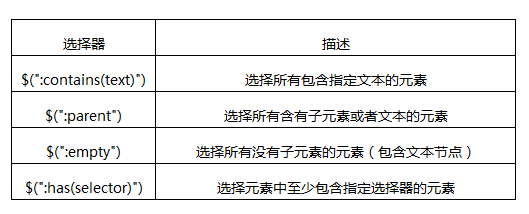 选择器 描述
$(":contains(text)") 选择所有包含指定文本的元素
$(":parent") 选择所有含有子元素或者文本的元素
$(":empty") 选择所有没有子元素的元素（包含文本节点）
$(":has(selector)") 选择元素中至少包含指定选择器的元素